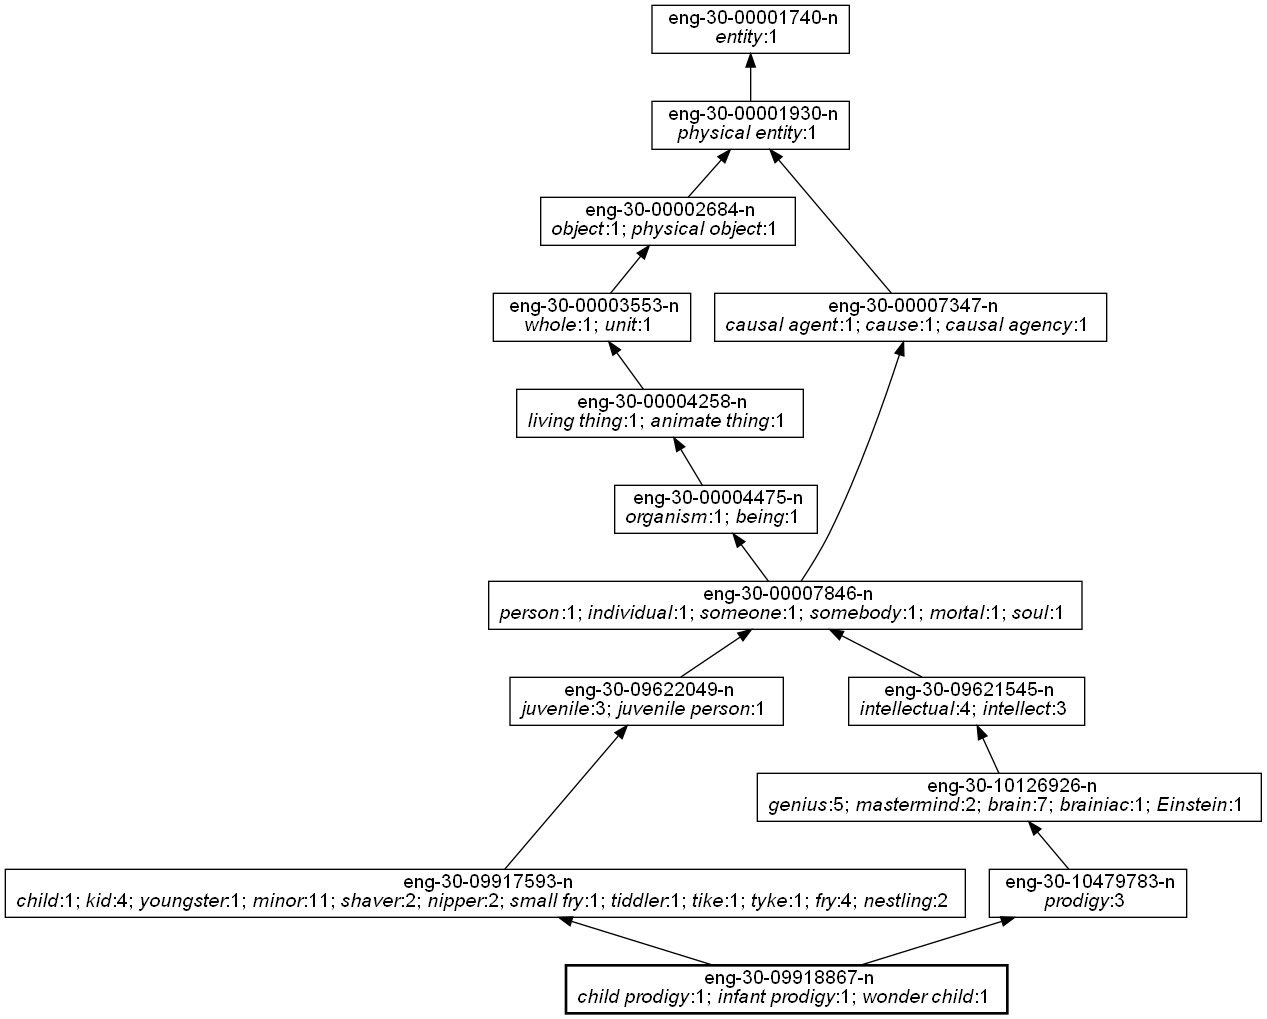 eng-30-00001740-n
entity:1
eng-30-00001930-n
physical entity:1
eng-30-00002684-n
object:1; physical object:1
eng-30-00003553-n
whole:1; unit:1
eng-30-00007347-n
causal agent:1; cause:1; causal agency:1
eng-30-00004258-n
living thing:1; animate thing:1
eng-30-00004475-n
organism:1; being:1
eng-30-00007846-n
person:1; individual:1; someone:1; somebody:1; mortal:1; soul:1
eng-30-09622049-n
juvenile:3; juvenile person:1
eng-30-09621545-n
intellectual:4; intellect:3
eng-30-10126926-n
genius:5; mastermind:2; brain:7; brainiac:1; Einstein:1
eng-30-09917593-n
child:1; kid:4; youngster:1; minor:11; shaver:2; nipper:2; small fry:1; tiddler:1; tike:1; tyke:1; fry:4; nestling:2
eng-30-10479783-n
prodigy:3
eng-30-09918867-n
child prodigy:1; infant prodigy:1; wonder child:1